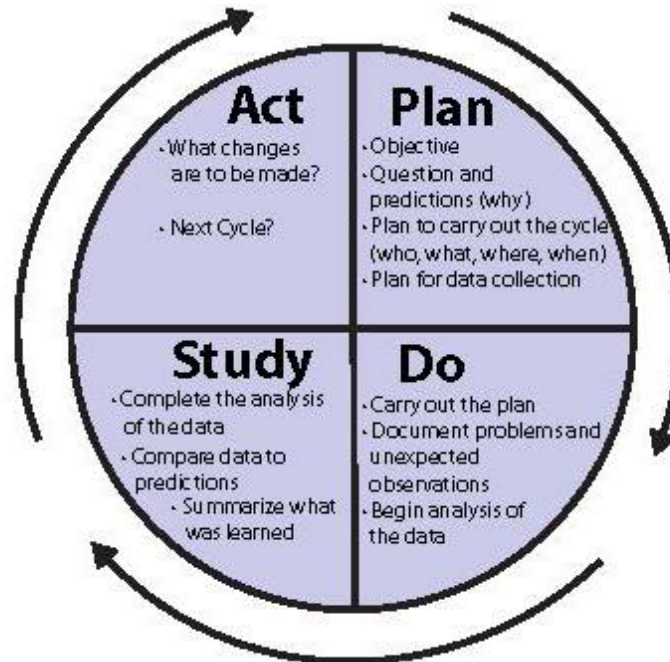 Act
· What changes
are to be made?
· Next Cycle?
Plan
· Objective
· Question and
predictions (why)
· Plan to carry out the cycle
(who, what, where, when)
· Plan for data collection
Study
· Complete the analysis
of the data
· Compare data to
predictions
· Summarize what
was learned
Do
· Carry out the plan
· Document problems and
unexpected
observations
· Begin analysis of
the data